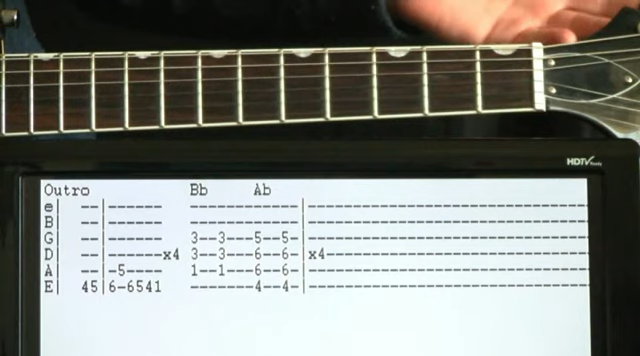 HDTV Ready
Outro Bb Ab
e| --|------ -----------|-----------------------------
B| --|------ -----------|-----------------------------
G| --|------ 3--3---5--5-|-----------------------------
D| --|------x4 3--3---6--6-|x4---------------------------
A| --|-5---- 1--1---6--6-|-----------------------------
E| 45|6-6541 -------4--4-|-----------------------------